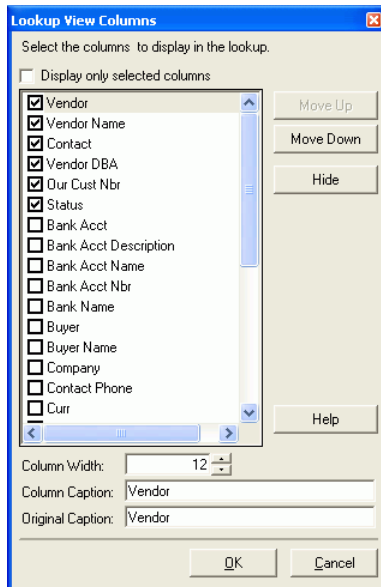 Lookup View Columns
Select the columns to display in the lookup.
Display only selected columns
Vendor
Vendor Name
Contact
Vendor DBA
Our Cust Nbr
Status
Bank Acct
Bank Acct Description
Bank Acct Name
Bank Acct Nbr
Bank Name
Buyer
Buyer Name
Company
Contact Phone
Curr
Move Up
Move Down
Hide
Help
Column Width: 12
Column Caption: Vendor
Original Caption: Vendor
OK Cancel